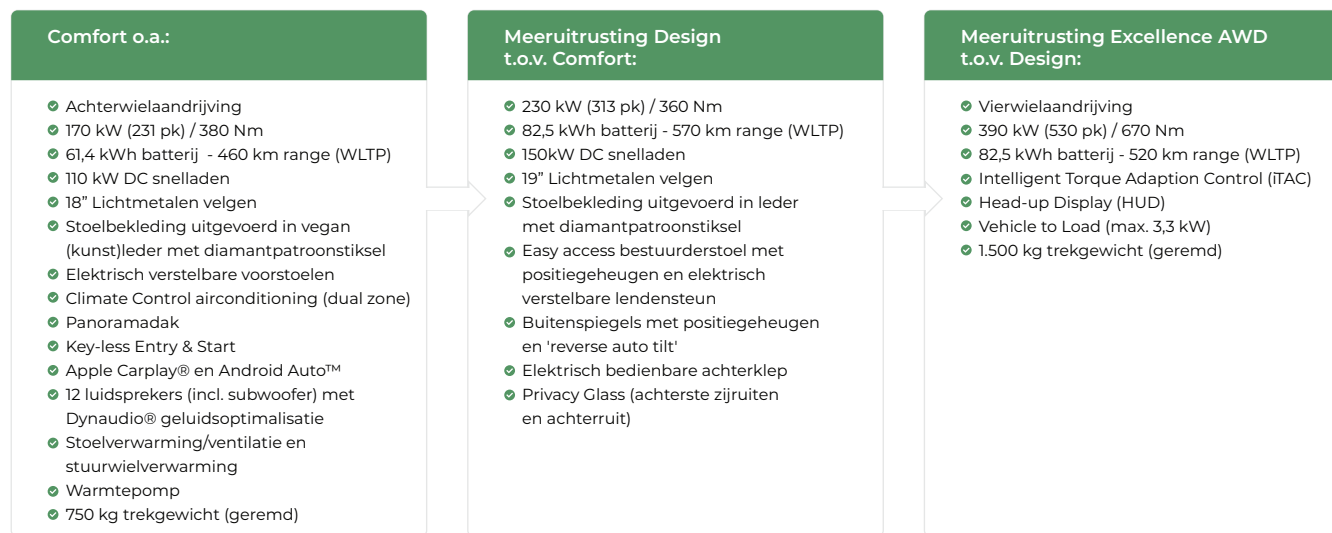 Comfort o.a.:
Achterwielaandrijving
170 kW (231 pk) / 380 Nm
61,4 kWh batterij - 460 km range (WLTP)
110 kW DC snelladen
18” Lichtmetalen velgen
Stoelbekleding uitgevoerd in vegan
(kunst)leder met diamantpatroonstiksel
Elektrisch verstelbare voorstoelen
Climate Control airconditioning (dual zone)
Panoramadak
Key-less Entry & Start
Apple Carplay® en Android Auto™
12 luidsprekers (incl. subwoofer) met
Dynaudio® geluidsoptimalisatie
Stoelverwarming/ventilatie en
stuurwielverwarming
Warmtepomp
750 kg trekgewicht (geremd)
Meeruitrusting Design
t.o.v. Comfort:
230 kW (313 pk) / 360 Nm
82,5 kWh batterij - 570 km range (WLTP)
150kW DC snelladen
19” Lichtmetalen velgen
Stoelbekleding uitgevoerd in leder
met diamantpatroonstiksel
Easy access bestuurderstoel met
positiegeheugen en elektrisch
verstelbare lendensteun
Buitenspiegels met positiegeheugen
en 'reverse auto tilt'
Elektrisch bedienbare achterklep
Privacy Glass (achterste zijruiten
en achterruit)
Meeruitrusting Excellence AWD
t.o.v. Design:
Vierwielaandrijving
390 kW (530 pk) / 670 Nm
82,5 kWh batterij - 520 km range (WLTP)
Intelligent Torque Adaption Control (iTAC)
Head-up Display (HUD)
Vehicle to Load (max. 3,3 kW)
1.500 kg trekgewicht (geremd)